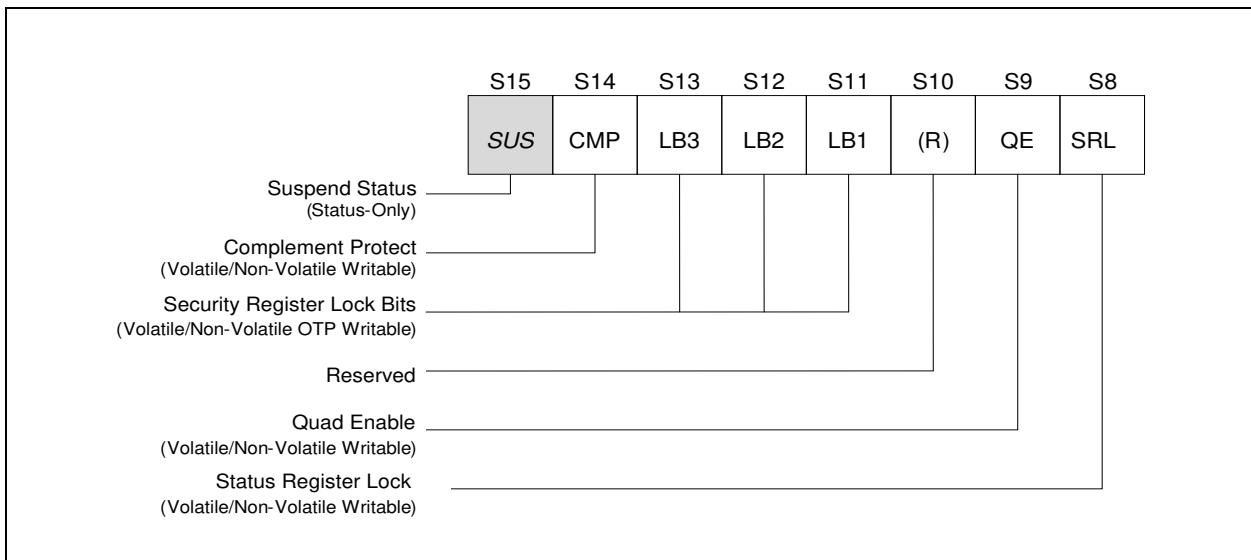 S15 S14 S13 S12 S11 S10 S9 S8
SUS CMP LB3 LB2 LB1 (R) QE SRL
Suspend Status
(Status-Only)
Complement Protect
(Volatile/Non-Volatile Writable)
Security Register Lock Bits
(Volatile/Non-Volatile OTP Writable)
Reserved
Quad Enable
(Volatile/Non-Volatile Writable)
Status Register Lock
(Volatile/Non-Volatile Writable)